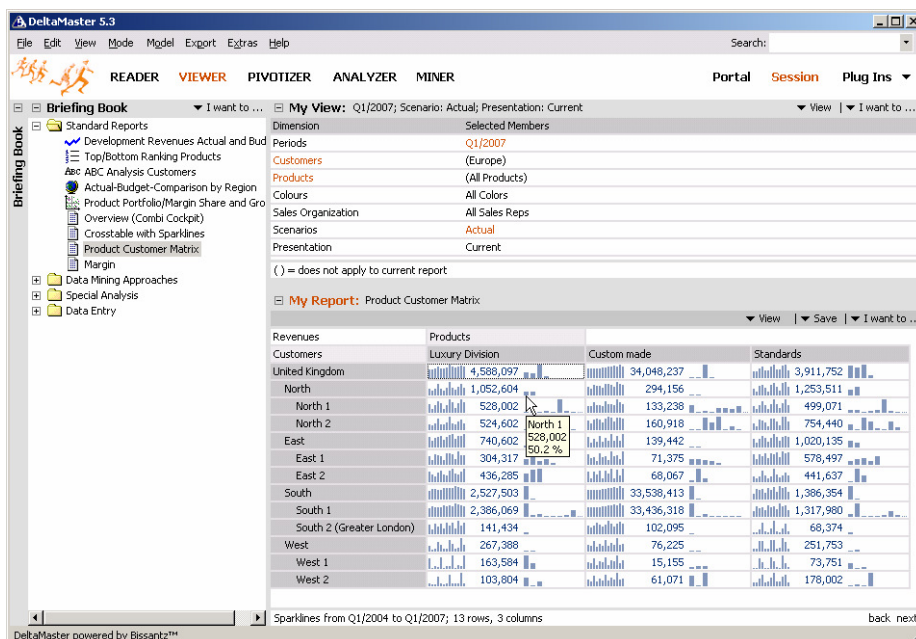 DeltaMaster 5.3
File Edit View Mode Model Export Extras Help Search:
READER VIEWER PIVOTIZER ANALYZER MINER Portal Session Plug Ins
Briefing Book
Briefing Book I want to ...
Standard Reports
Development Revenues Actual and Bud
Top/Bottom Ranking Products
ABC ABC Analysis Customers
Actual-Budget-Comparison by Region
Product Portfolio/Margin Share and Gro
Overview (Combi Cockpit)
Crosstable with Sparklines
Product Customer Matrix
Margin
Data Mining Approaches
Special Analysis
Data Entry
My View: Q1/2007; Scenario: Actual; Presentation: Current View | I want to ...
Dimension Selected Members
Periods Q1/2007
Customers (Europe)
Products (All Products)
Colours All Colors
Sales Organization All Sales Reps
Scenarios Actual
Presentation Current
( ) = does not apply to current report
My Report: Product Customer Matrix
View | Save | I want to ..
Revenues Products
Customers Luxury Division Custom made Standards
United Kingdom 4,588,097 34,048,237 3,911,752
North 1,052,604 294,156 1,253,511
North 1 528,002 133,238 499,071
North 2 524,602 160,918 754,440
East 740,602 139,442 1,020,135
East 1 304,317 71,375 578,497
East 2 436,285 68,067 441,637
South 2,527,503 33,538,413 1,386,354
South 1 2,386,069 33,436,318 1,317,980
South 2 (Greater London) 141,434 102,095 68,374
West 267,388 76,225 251,753
West 1 163,584 15,155 73,751
West 2 103,804 61,071 178,002
North 1
528,002
50.2 %
Sparklines from Q1/2004 to Q1/2007; 13 rows, 3 columns back next
DeltaMaster powered by Bissantz™